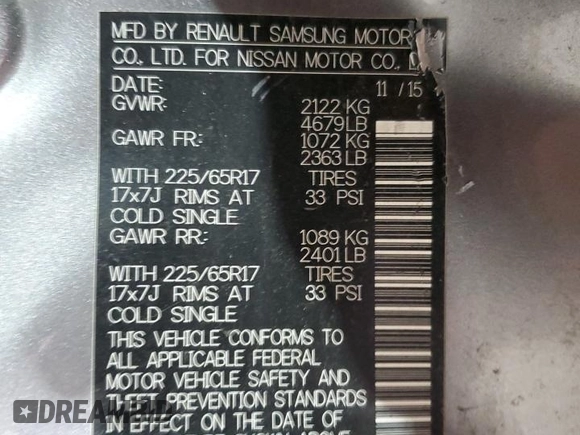 MFD BY RENAULT SAMSUNG MOTOR
CO., LTD. FOR NISSAN MOTOR CO.,
DATE: 11 / 15
GVWR: 2122 KG
4679 LB
GAWR FR: 1072 KG
2363 LB
WITH 225/65R17 TIRES
17x7J RIMS AT 33 PSI
COLD SINGLE
GAWR RR: 1089 KG
2401 LB
WITH 225/65R17 TIRES
17x7J RIMS AT 33 PSI
COLD SINGLE
THIS VEHICLE CONFORMS TO
ALL APPLICABLE FEDERAL
MOTOR VEHICLE SAFETY AND
THEFT PREVENTION STANDARDS
IN EFFECT ON THE DATE OF